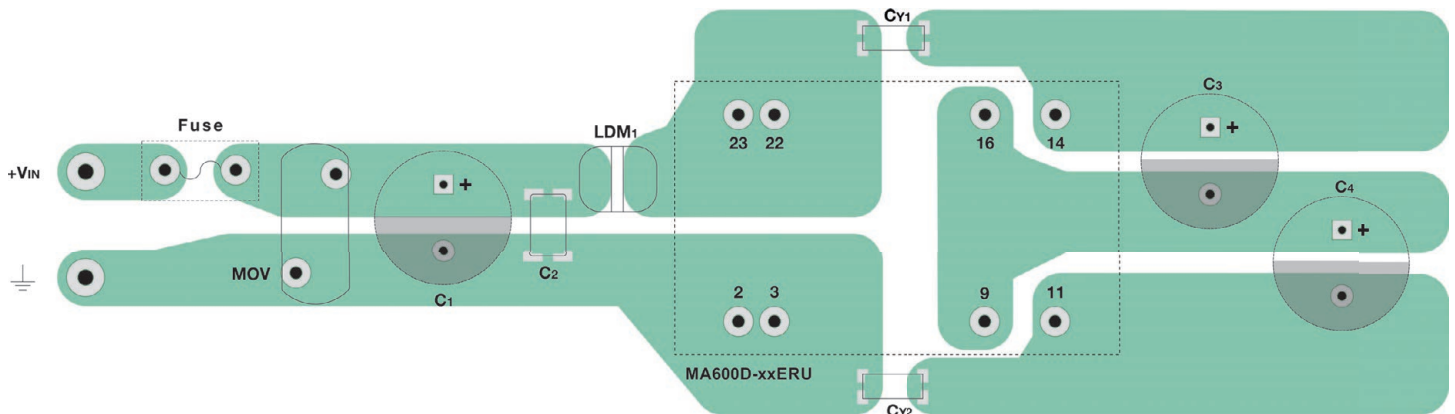 CY1
C3
Fuse
LDM1
23 22
16 14
+
+VIN
+
C4
+
MOV
C2
C1
2 3
9 11
MA600D-xxERU
CY2